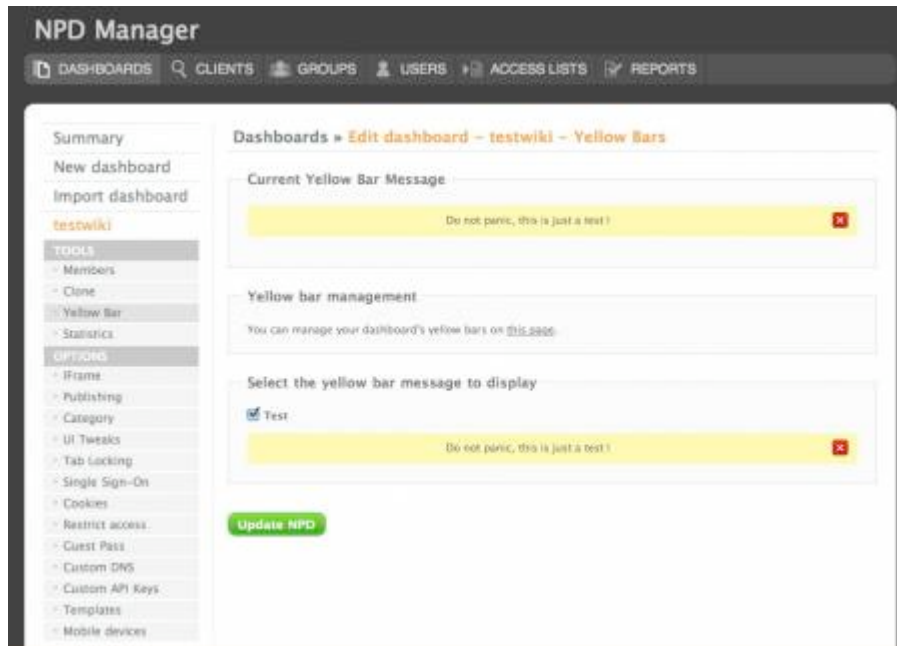 NPD Manager
DASHBOARDS CLIENTS GROUPS USERS ACCESS LISTS REPORTS
Summary
New dashboard
Import dashboard
testwiki
TOOLS
Members
Clone
Yellow Bar
Statistics
OPTIONS
IFrame
Publishing
Category
UI Tweaks
Tab Locking
Single Sign-On
Cookies
Restrict access
Guest Pass
Custom DNS
Custom API Keys
Templates
Mobile devices
Dashboards » Edit dashboard - testwiki - Yellow Bars
Current Yellow Bar Message
Do not panic, this is just a test !
Yellow bar management
You can manage your dashboard's yellow bars on this page.
Select the yellow bar message to display
Test
Do not panic, this is just a test !
Update NPD